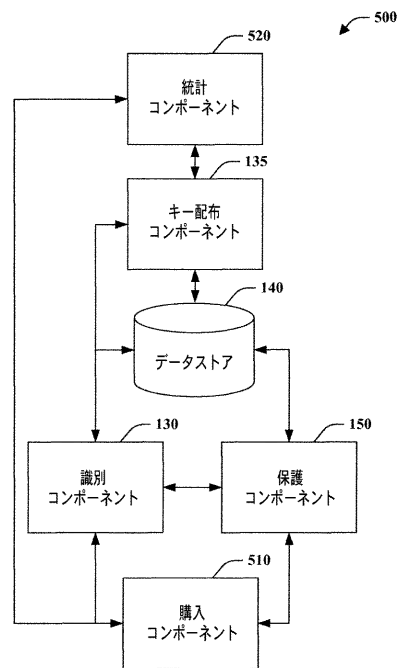 500
520
統計
コンポーネント
135
キー配布
コンポーネント
140
データストア
130
識別
コンポーネント
150
保護
コンポーネント
510
購入
コンポーネント